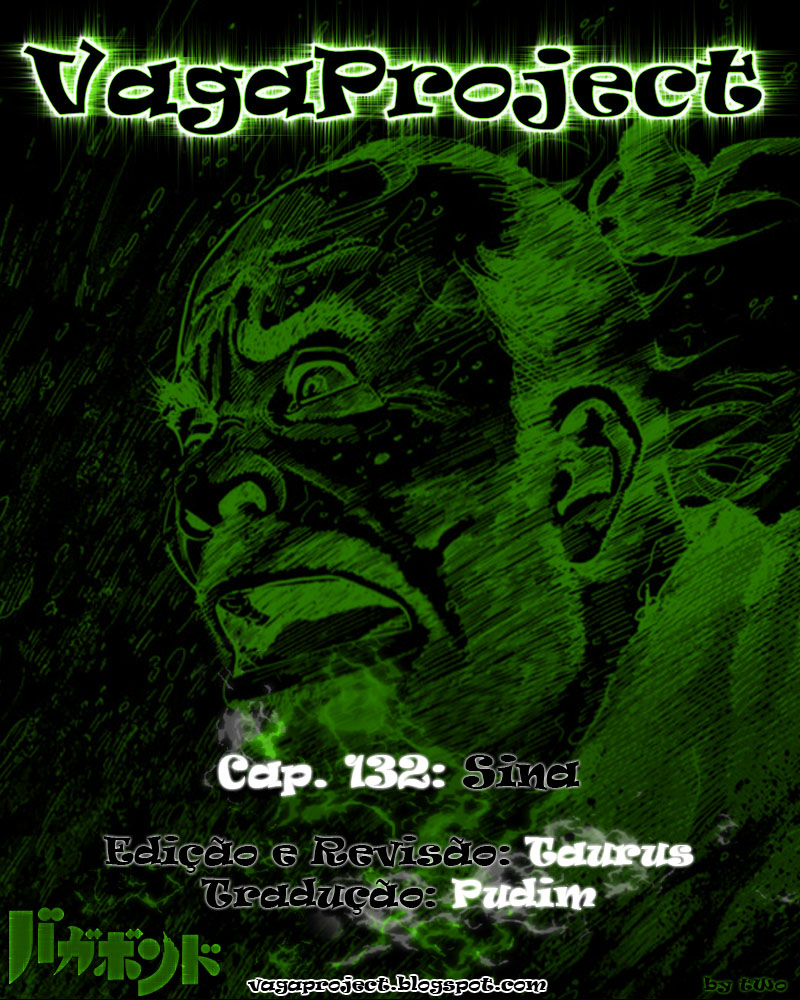 VagaProject
Cap. 132: Sina
Edição e Revisão: Taurus
Tradução: Pudim
バガボンド
vagaproject.blogspot.com
by tWo